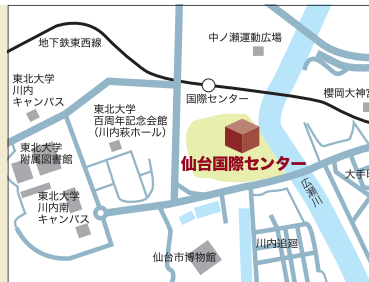 中ノ瀬運動広場
地下鉄東西線
東北大学
川内
キャンパス
国際センター
櫻岡大神宮
東北大学
百周年記念会館
（川内萩ホール）
東北大学
附属図書館
仙台国際センター
大手町
広瀬川
東北大学
川内南
キャンパス
川内追廻
仙台市博物館